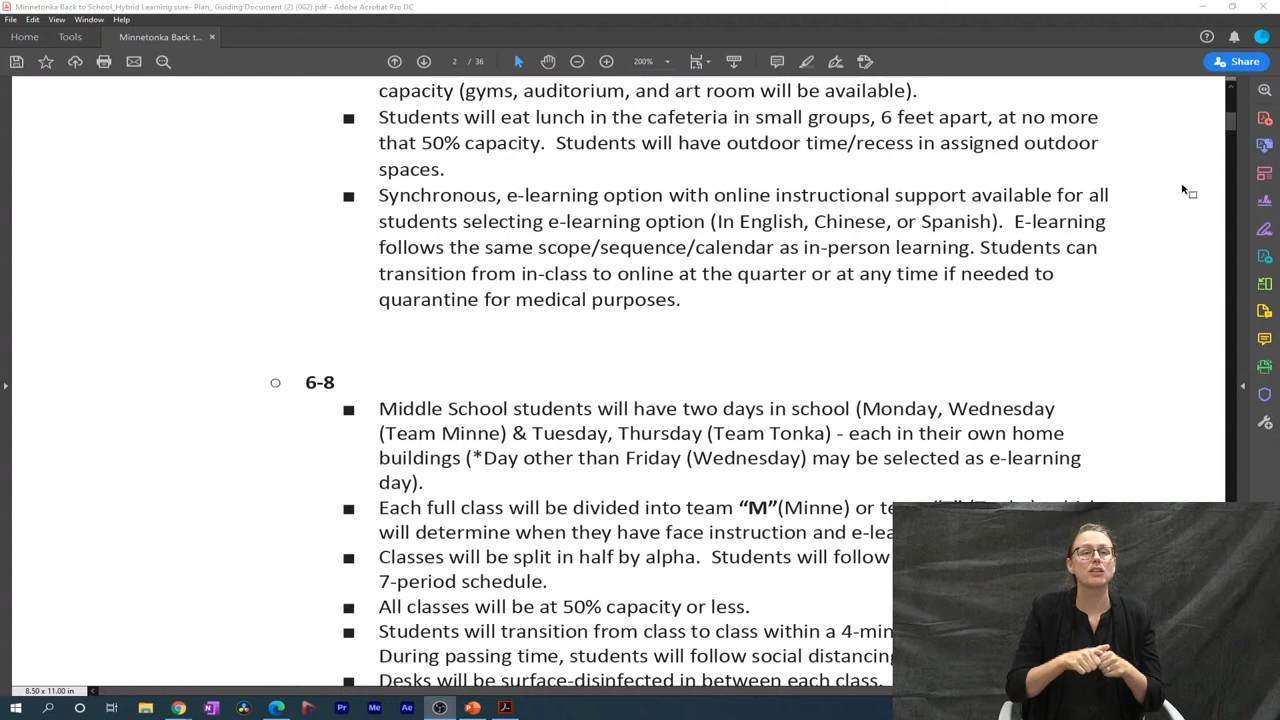 Minnetonka Back to School_Hybrid Learning sure- Plan_ Guiding Document (2) (002).pdf - Adobe Acrobat Pro DC
File Edit View Window Help
Home Tools Minnetonka Back t... ×
2 / 36 200% Share
capacity (gyms, auditorium, and art room will be available).
■ Students will eat lunch in the cafeteria in small groups, 6 feet apart, at no more
that 50% capacity. Students will have outdoor time/recess in assigned outdoor
spaces.
■ Synchronous, e-learning option with online instructional support available for all
students selecting e-learning option (In English, Chinese, or Spanish). E-learning
follows the same scope/sequence/calendar as in-person learning. Students can
transition from in-class to online at the quarter or at any time if needed to
quarantine for medical purposes.
○ 6-8
■ Middle School students will have two days in school (Monday, Wednesday
(Team Minne) & Tuesday, Thursday (Team Tonka) - each in their own home
buildings (*Day other than Friday (Wednesday) may be selected as e-learning
day).
■ Each full class will be divided into team "M"(Minne) or te
will determine when they have face instruction and e-lea
■ Classes will be split in half by alpha. Students will follow
7-period schedule.
■ All classes will be at 50% capacity or less.
■ Students will transition from class to class within a 4-min
During passing time, students will follow social distancing
■ Desks will be surface-disinfected in between each class.
8.50 x 11.00 in
Pr Me Ae